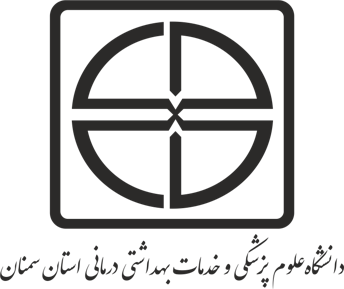 دانشگاه علوم پزشکی و خدمات بهداشتی درمانی استان سمنان